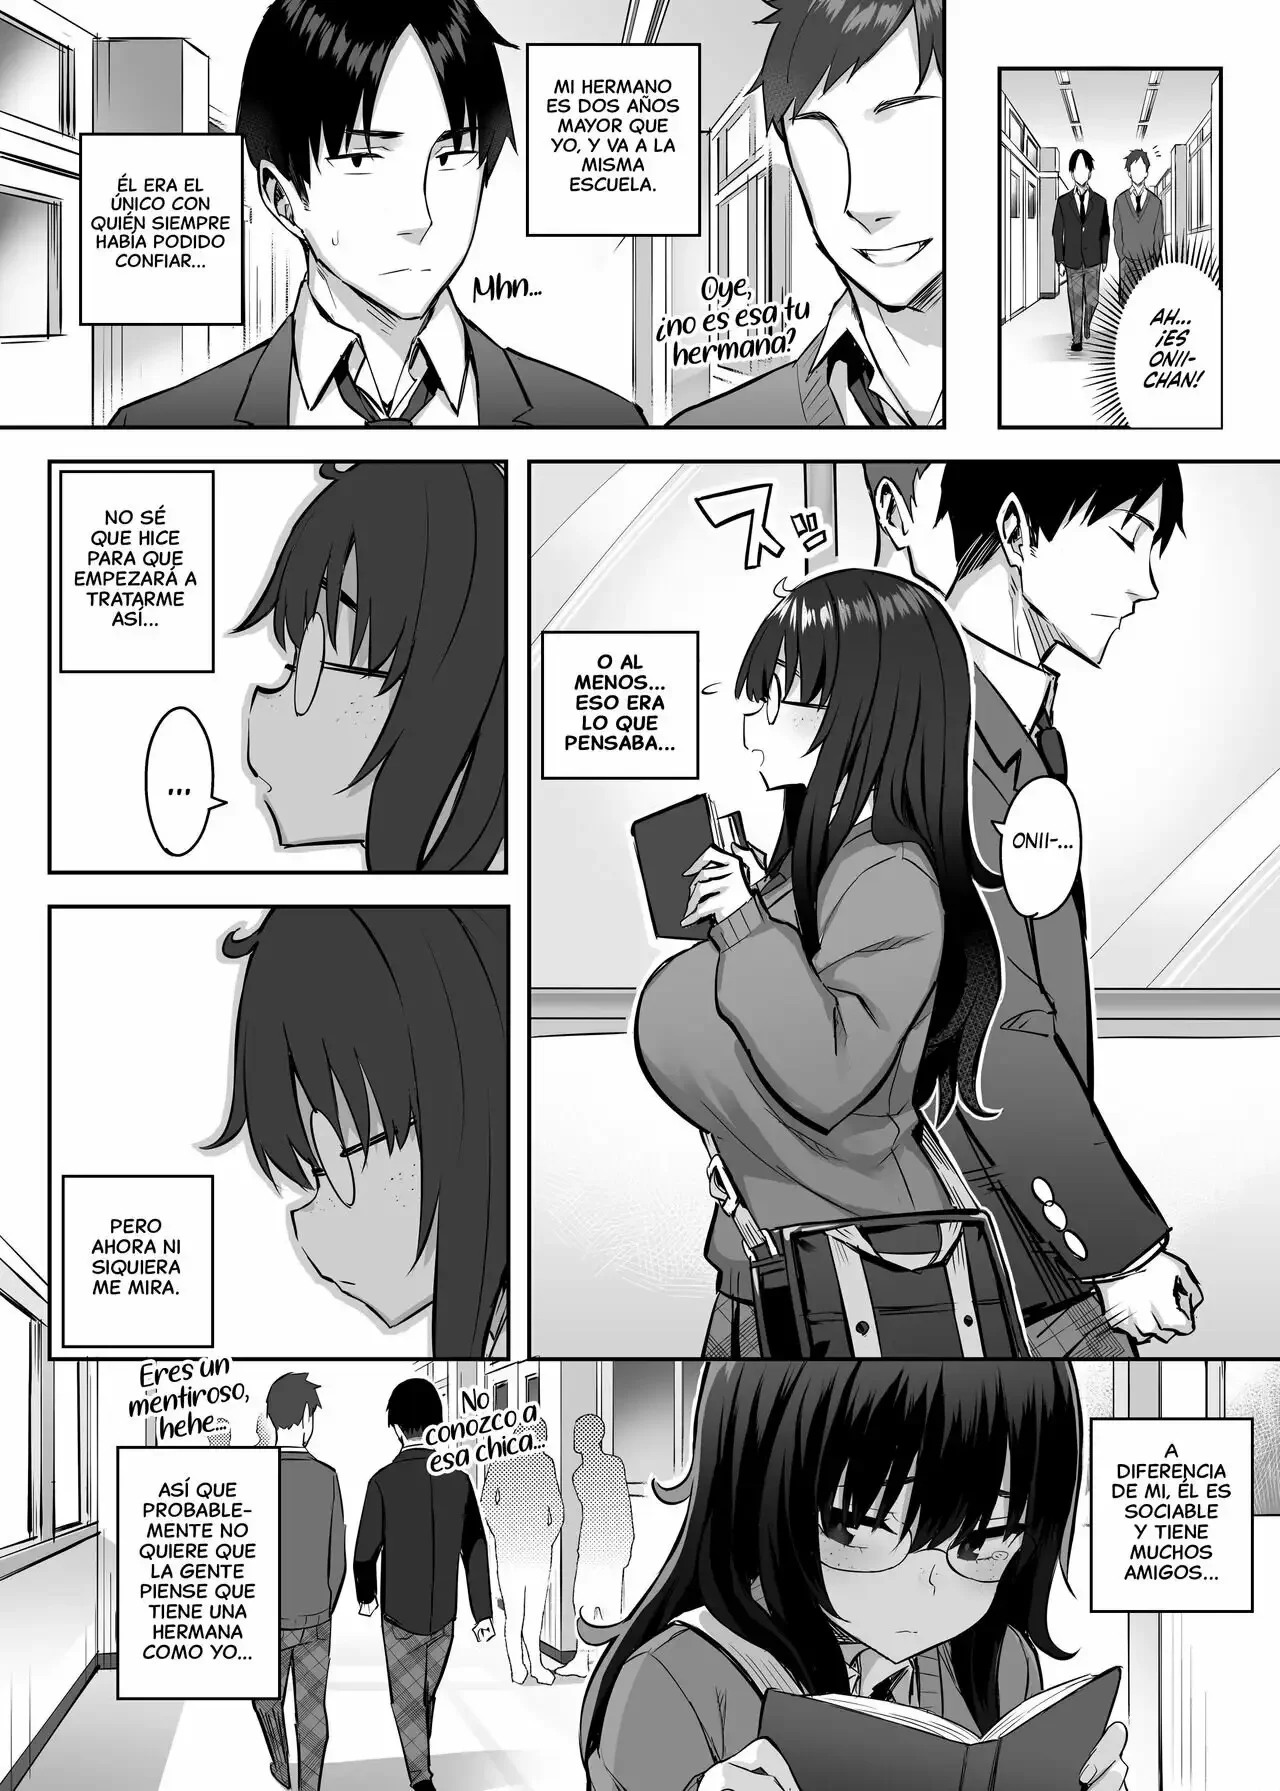 AH...
¡ES
ONII-
CHAN!
MI HERMANO
ES DOS AÑOS
MAYOR QUE
YO, Y VA A LA
MISMA
ESCUELA.
Oye,
¿no es esa tu
hermana?
Mhn...
ÉL ERA EL
ÚNICO CON
QUIÉN SIEMPRE
HABÍA PODIDO
CONFIAR...
ONII-...
ズッ
O AL
MENOS...
ESO ERA
LO QUE
PENSABA...
NO SÉ
QUE HICE
PARA QUE
EMPEZARÁ A
TRATARME
ASÍ...
...
PERO
AHORA NI
SIQUIERA
ME MIRA.
A
DIFERENCIA
DE MI, ÉL ES
SOCIABLE
Y TIENE
MUCHOS
AMIGOS...
No
conozco a
esa chica...
Eres un
mentiroso,
hehe...
ASÍ QUE
PROBABLE-
MENTE NO
QUIERE QUE
LA GENTE
PIENSE QUE
TIENE UNA
HERMANA
COMO YO...